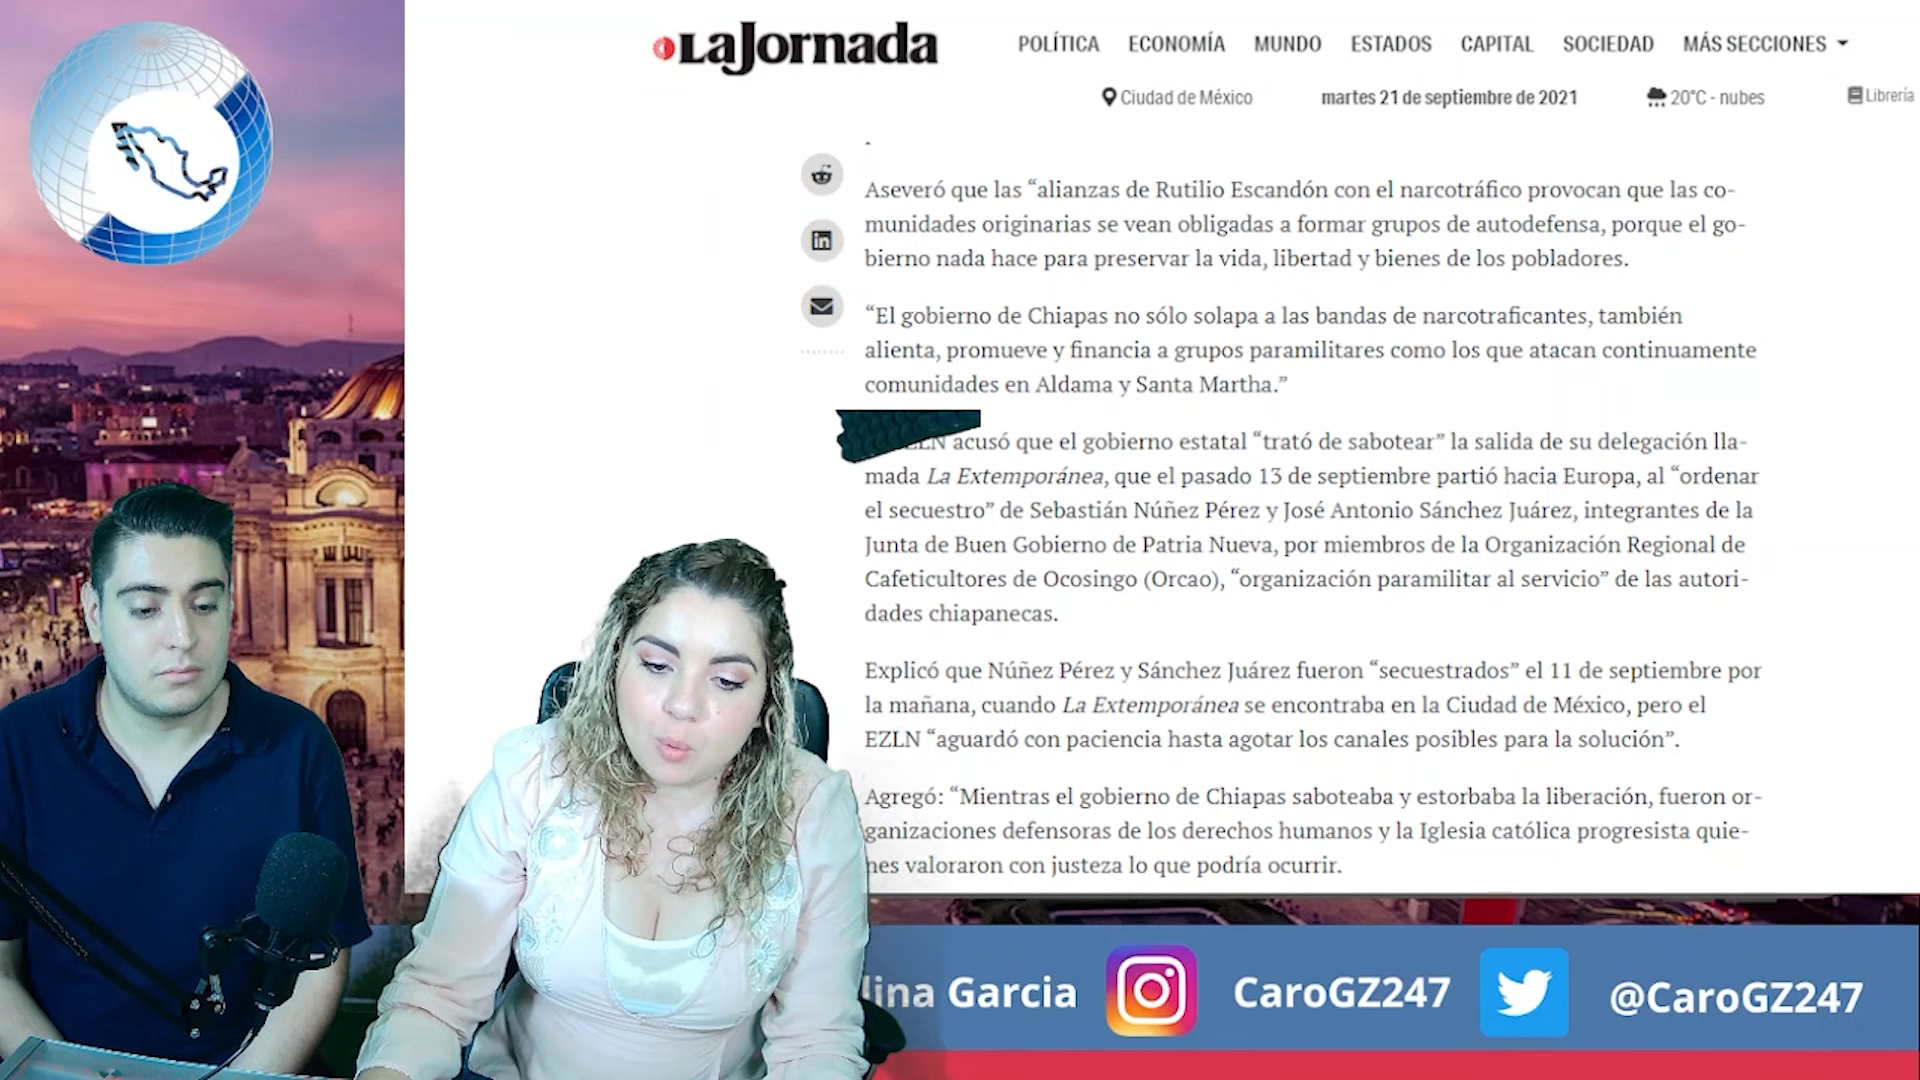 LaJornada
POLÍTICA ECONOMÍA MUNDO ESTADOS CAPITAL SOCIEDAD MÁS SECCIONES
Ciudad de México martes 21 de septiembre de 2021 20°C - nubes Librería
Aseveró que las “alianzas de Rutilio Escandón con el narcotráfico provocan que las co-
munidades originarias se vean obligadas a formar grupos de autodefensa, porque el go-
bierno nada hace para preservar la vida, libertad y bienes de los pobladores.
“El gobierno de Chiapas no sólo solapa a las bandas de narcotraficantes, también
alienta, promueve y financia a grupos paramilitares como los que atacan continuamente
comunidades en Aldama y Santa Martha.”
acusó que el gobierno estatal “trató de sabotear” la salida de su delegación lla-
mada La Extemporánea, que el pasado 13 de septiembre partió hacia Europa, al “ordenar
el secuestro” de Sebastián Núñez Pérez y José Antonio Sánchez Juárez, integrantes de la
Junta de Buen Gobierno de Patria Nueva, por miembros de la Organización Regional de
Cafeticultores de Ocosingo (Orcao), “organización paramilitar al servicio” de las autori-
dades chiapanecas.
Explicó que Núñez Pérez y Sánchez Juárez fueron “secuestrados” el 11 de septiembre por
la mañana, cuando La Extemporánea se encontraba en la Ciudad de México, pero el
EZLN “aguardó con paciencia hasta agotar los canales posibles para la solución”.
Agregó: “Mientras el gobierno de Chiapas saboteaba y estorbaba la liberación, fueron or-
ganizaciones defensoras de los derechos humanos y la Iglesia católica progresista quie-
nes valoraron con justeza lo que podría ocurrir.
lina Garcia CaroGZ247 @CaroGZ247